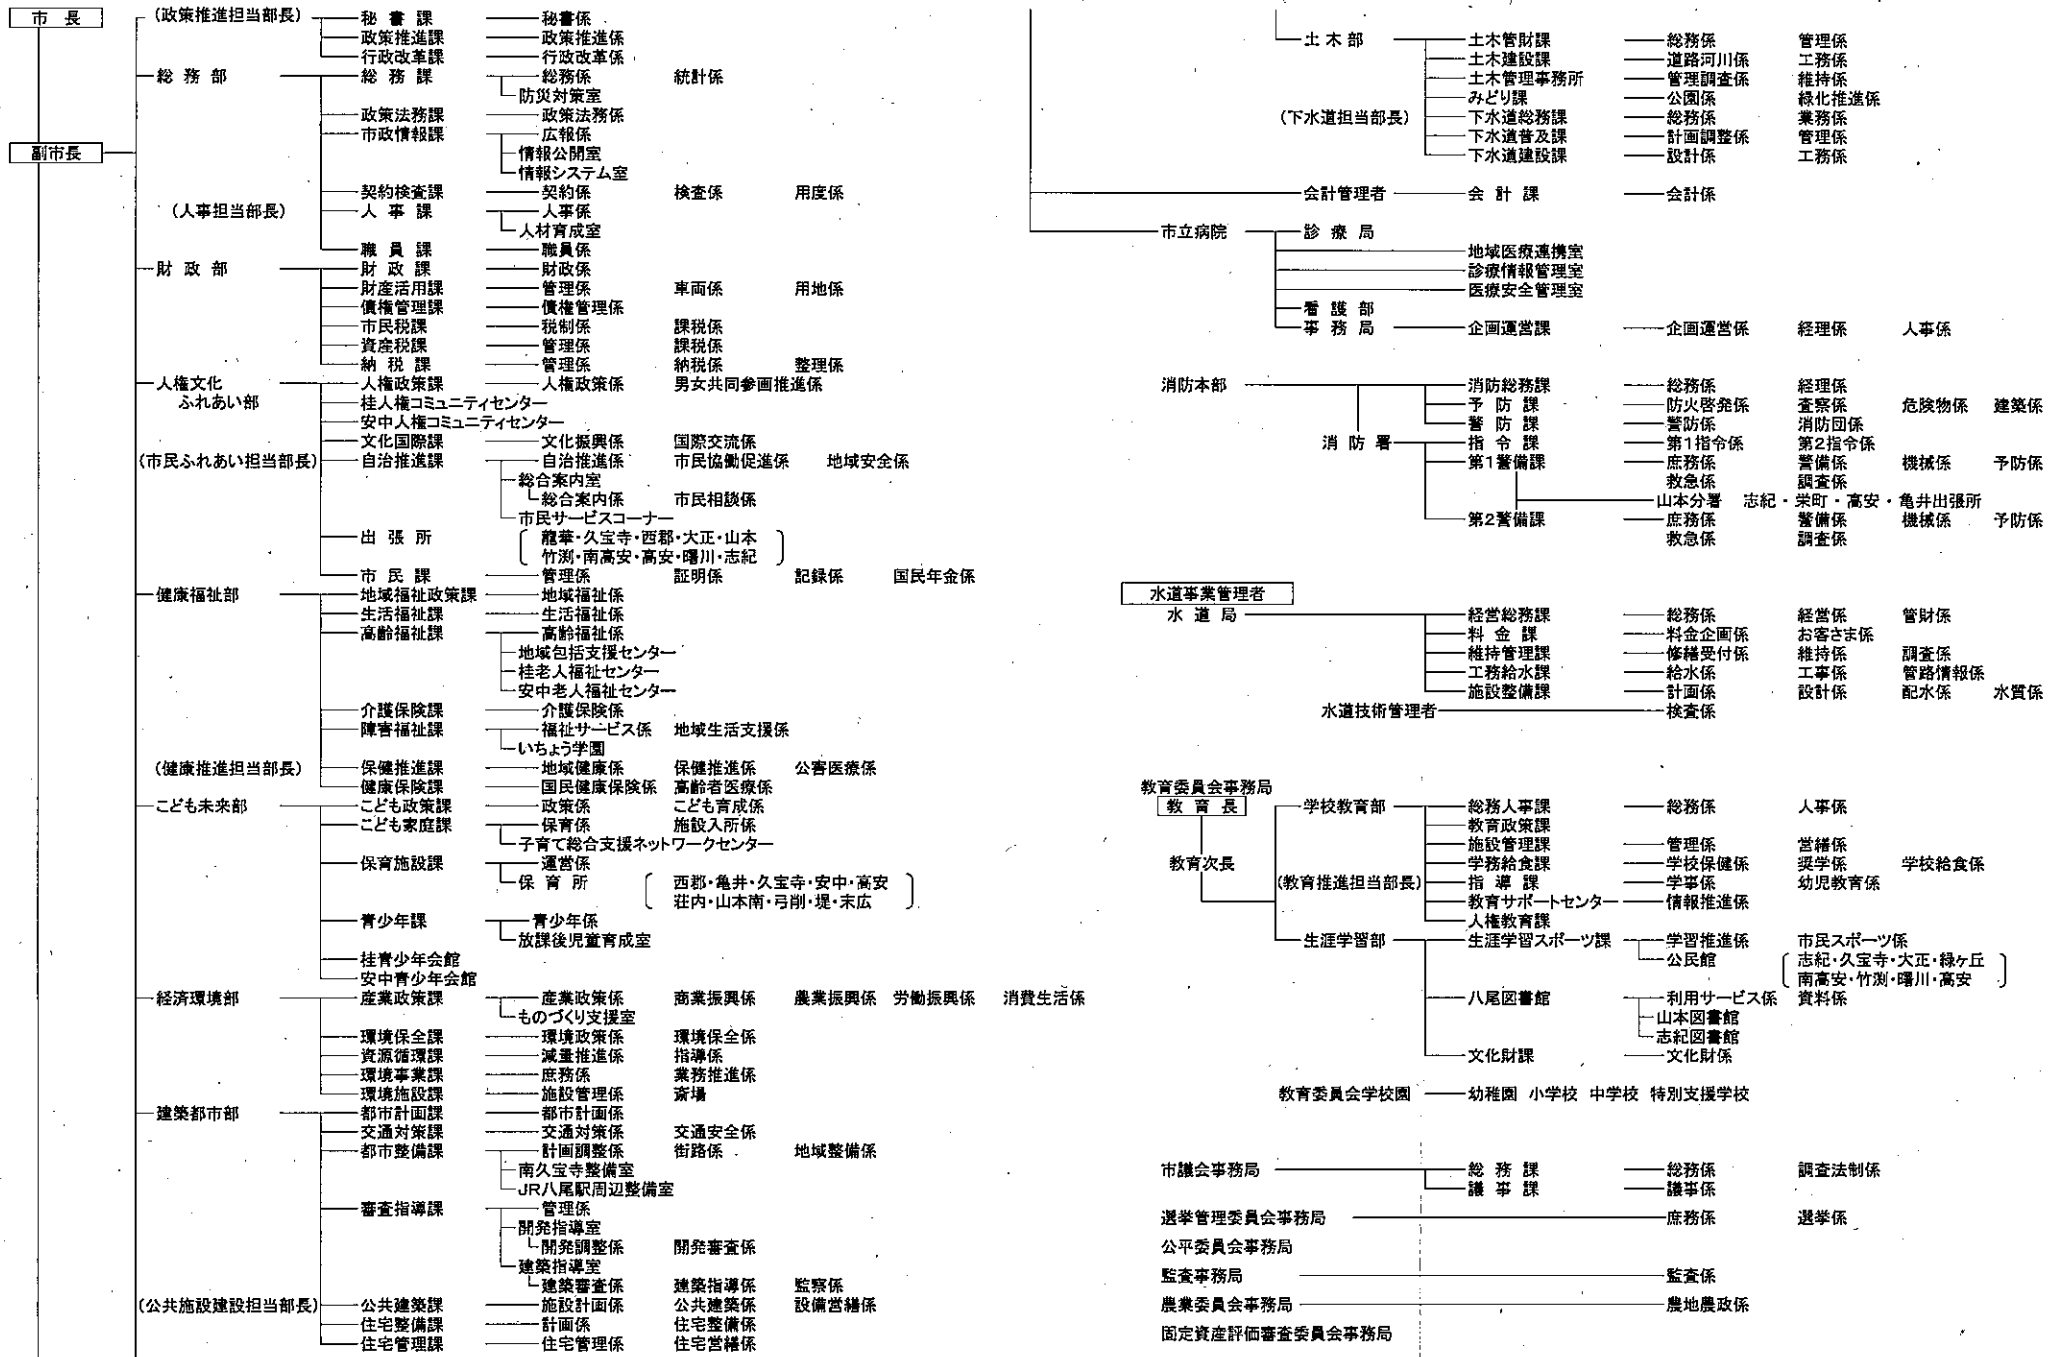 市長
(政策推進担当部長) 秘書課 秘書係
政策推進課 政策推進係
行政改革課 行政改革係
総務部 総務課 総務係 統計係
防災対策室
政策法務課 政策法務係
市政情報課 広報係
副市長
情報公開室
情報システム室
契約検査課 契約係 検査係 用度係
(人事担当部長) 人事課 人事係
人材育成室
職員課 職員係
財政部 財政課 財政係
財産活用課 管理係 車両係 用地係
債権管理課 債権管理係
市民税課 税制係 課税係
資産税課 管理係 課税係
納税課 管理係 納税係 整理係
人権文化 人権政策課 人権政策係 男女共同参画推進係
ふれあい部 桂人権コミュニティセンター
安中人権コミュニティセンター
文化国際課 文化振興係 国際交流係
(市民ふれあい担当部長) 自治推進課 自治推進係 市民協働促進係 地域安全係
総合案内室
総合案内係 市民相談係
市民サービスコーナー
出張所 龍華・久宝寺・西郡・大正・山本
竹渕・南高安・高安・曙川・志紀
市民課 管理係 証明係 記録係 国民年金係
健康福祉部 地域福祉政策課 地域福祉係
生活福祉課 生活福祉係
高齢福祉課 高齢福祉係
地域包括支援センター
桂老人福祉センター
安中老人福祉センター
介護保険課 介護保険係
障害福祉課 福祉サービス係 地域生活支援係
いちょう学園
(健康推進担当部長) 保健推進課 地域健康係 保健推進係 公害医療係
健康保険課 国民健康保険係 高齢者医療係
こども未来部 こども政策課 政策係 こども育成係
こども家庭課 保育係 施設入所係
子育て総合支援ネットワークセンター
保育施設課 運営係
保育所 西郡・亀井・久宝寺・安中・高安
荘内・山本南・弓削・堤・末広
青少年課 青少年係
放課後児童育成室
桂青少年会館
安中青少年会館
経済環境部 産業政策課 産業政策係 商業振興係 農業振興係 労働振興係 消費生活係
ものづくり支援室
環境保全課 環境政策係 環境保全係
資源循環課 減量推進係 指導係
環境事業課 庶務係 業務推進係
環境施設課 施設管理係 斎場
建築都市部 都市計画課 都市計画係
交通対策課 交通対策係 交通安全係
都市整備課 計画調整係 街路係 地域整備係
南久宝寺整備室
JR八尾駅周辺整備室
審査指導課 管理係
開発指導室
開発調整係 開発審査係
建築指導室
建築審査係 建築指導係 監察係
(公共施設建設担当部長) 公共建築課 施設計画係 公共建築係 設備営繕係
住宅整備課 計画係 住宅整備係
住宅管理課 住宅管理係 住宅営繕係
土木部 土木管財課 総務係 管理係
土木建設課 道路河川係 工務係
土木管理事務所 管理調査係 維持係
みどり課 公園係 緑化推進係
(下水道担当部長) 下水道総務課 総務係 業務係
下水道普及課 計画調整係 管理係
下水道建設課 設計係 工務係
会計管理者 会計課 会計係
市立病院 診療局
地域医療連携室
診療情報管理室
医療安全管理室
看護部
事務局 企画運営課 企画運営係 経理係 人事係
消防本部 消防総務課 総務係 経理係
予防課 防火啓発係 査察係 危険物係 建築係
警防課 警防係 消防団係
消防署 指令課 第1指令係 第2指令係
第1警備課 庶務係 警備係 機械係 予防係
救急係 調査係
山本分署 志紀・栄町・高安・亀井出張所
第2警備課 庶務係 警備係 機械係 予防係
救急係 調査係
水道事業管理者
水道局 経営総務課 総務係 経営係 管財係
料金課 料金企画係 お客さま係
維持管理課 修繕受付係 維持係 調査係
工務給水課 給水係 工事係 管路情報係
施設整備課 計画係 設計係 配水係 水質係
水道技術管理者 検査係
教育委員会事務局
教育長 学校教育部 総務人事課 総務係 人事係
教育政策課
施設管理課 管理係 営繕係
教育次長 学務給食課 学校保健係 奨学係 学校給食係
(教育推進担当部長) 指導課 学事係 幼児教育係
教育サポートセンター 情報推進係
人権教育課
生涯学習部 生涯学習スポーツ課 学習推進係 市民スポーツ係
公民館 志紀・久宝寺・大正・緑ヶ丘
南高安・竹渕・曙川・高安
八尾図書館 利用サービス係 資料係
山本図書館
志紀図書館
文化財課 文化財係
教育委員会学校園 幼稚園 小学校 中学校 特別支援学校
市議会事務局 総務課 総務係 調査法制係
議事課 議事係
選挙管理委員会事務局 庶務係 選挙係
公平委員会事務局
監査事務局 監査係
農業委員会事務局 農地農政係
固定資産評価審査委員会事務局